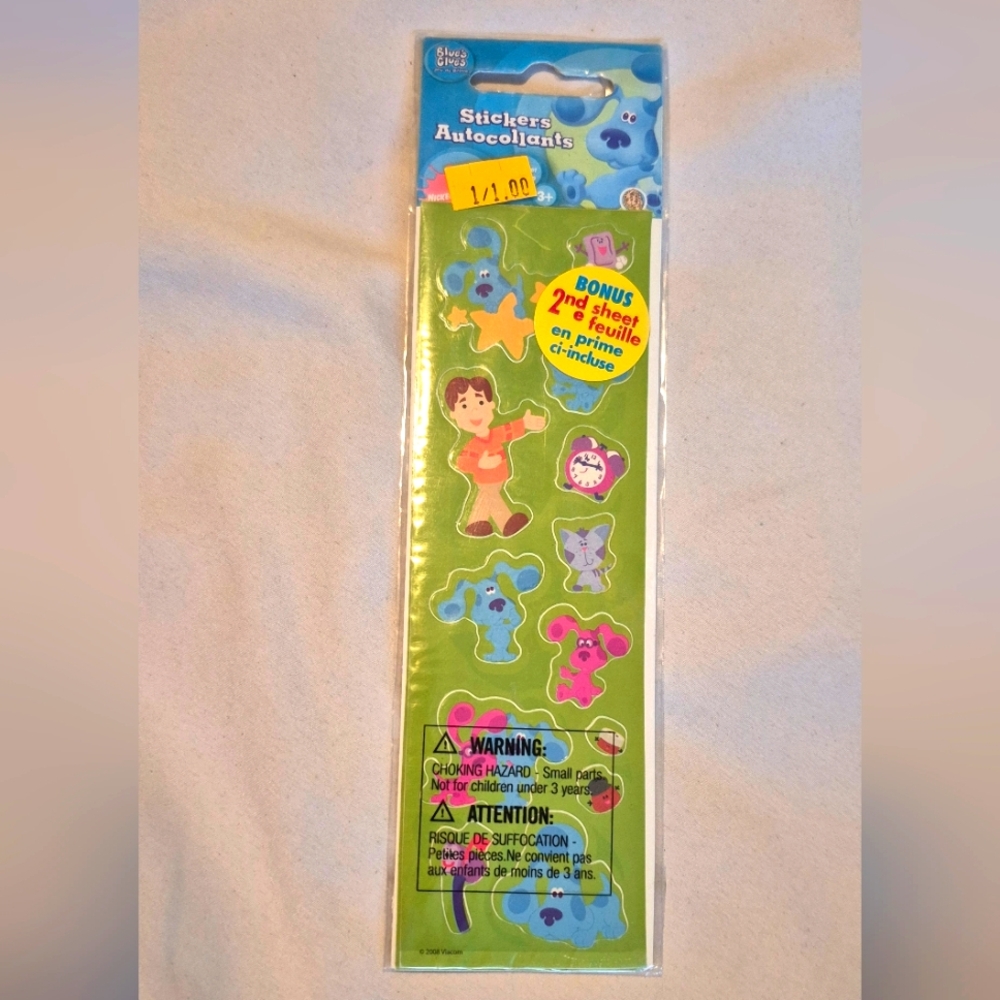 Blue's
Clues
Stickers
Autocollants
1/1.00
3+
BONUS
2nd sheet
e feuille
en prime
ci-incluse
WARNING:
CHOKING HAZARD - Small parts.
Not for children under 3 years.
ATTENTION:
RISQUE DE SUFFOCATION -
Petites pièces.Ne convient pas
aux enfants de moins de 3 ans.
© 2008 Viacom